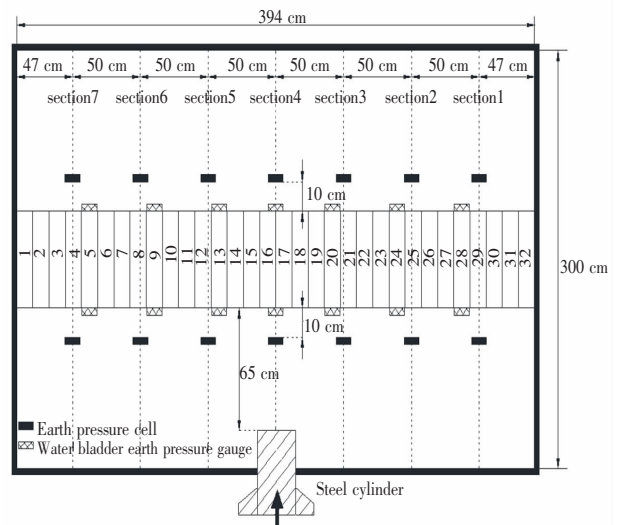 394 cm
47 cm 50 cm 50 cm 50 cm 50 cm 50 cm 50 cm 47 cm
section7 section6 section5 section4 section3 section2 section1
10 cm
1 2 3 4 5 6 7 8 9 10 11 12 13 14 15 16 17 18 19 20 21 22 23 24 25 26 27 28 29 30 31 32
300 cm
10 cm
65 cm
Earth pressure cell
Water bladder earth pressure gauge
Steel cylinder